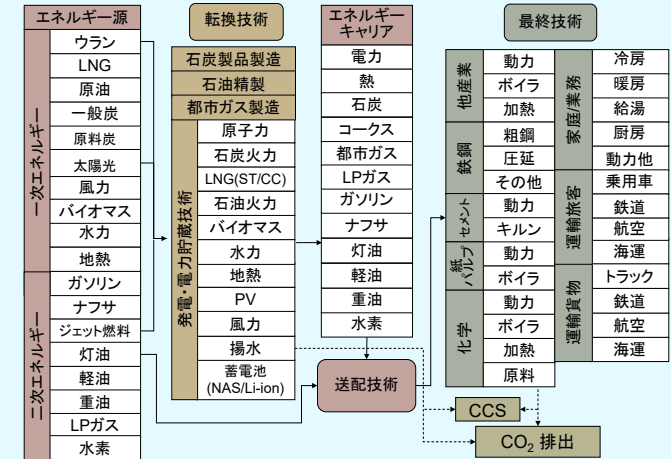 エネルギー源
一次エネルギー
ウラン
LNG
原油
一般炭
原料炭
太陽光
風力
バイオマス
水力
地熱
二次エネルギー
ガソリン
ナフサ
ジェット燃料
灯油
軽油
重油
LPガス
水素
転換技術
石炭製品製造
石油精製
都市ガス製造
発電・電力貯蔵技術
原子力
石炭火力
LNG(ST/CC)
石油火力
バイオマス
水力
地熱
PV
風力
揚水
蓄電池
(NAS/Li-ion)
エネルギー
キャリア
電力
熱
石炭
コークス
都市ガス
LPガス
ガソリン
ナフサ
灯油
軽油
重油
水素
送配技術
最終技術
他産業
動力
ボイラ
加熱
鉄鋼
粗鋼
圧延
その他
セメント
動力
キルン
紙
パルプ
動力
ボイラ
化学
動力
ボイラ
加熱
原料
家庭/業務
冷房
暖房
給湯
厨房
動力他
運輸旅客
乗用車
鉄道
航空
海運
運輸貨物
トラック
鉄道
航空
海運
CCS
CO₂ 排出